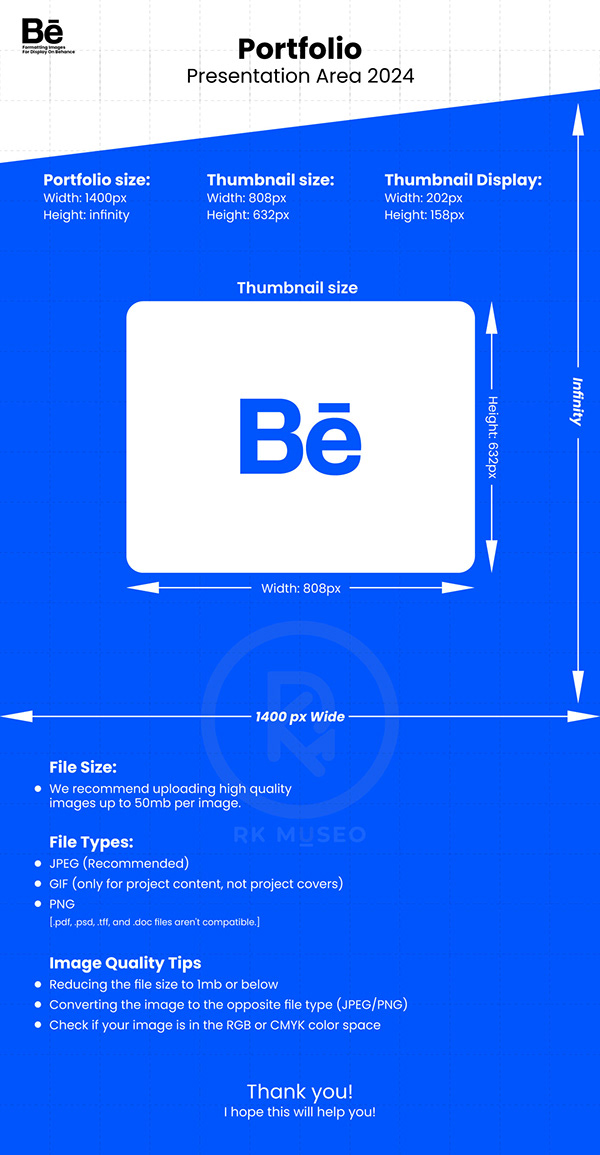 Bē
Formatting Images
For Display On Behance
Portfolio
Presentation Area 2024
Portfolio size:
Width: 1400px
Height: infinity
Thumbnail size:
Width: 808px
Height: 632px
Thumbnail Display:
Width: 202px
Height: 158px
Thumbnail size
Bē
Height: 632px
Infinity
Width: 808px
1400 px Wide
RK MUSEO
File Size:
We recommend uploading high quality
images up to 50mb per image.
File Types:
JPEG (Recommended)
GIF (only for project content, not project covers)
PNG
[.pdf, .psd, .tff, and .doc files aren't compatible.]
Image Quality Tips
Reducing the file size to 1mb or below
Converting the image to the opposite file type (JPEG/PNG)
Check if your image is in the RGB or CMYK color space
Thank you!
I hope this will help you!